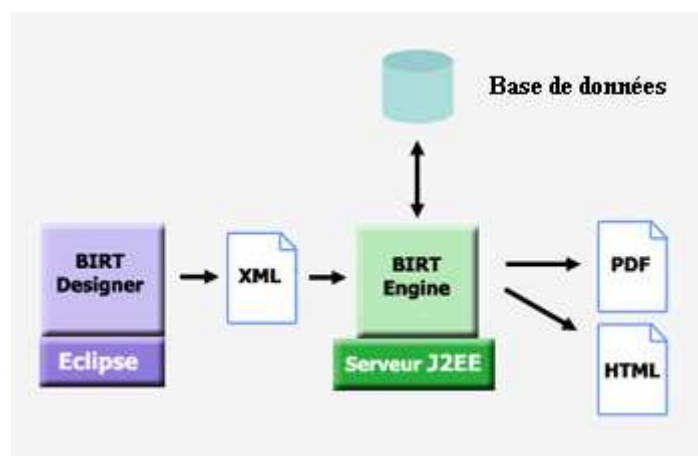 Base de données
BIRT
Designer
Eclipse
XML
BIRT
Engine
Serveur J2EE
PDF
HTML